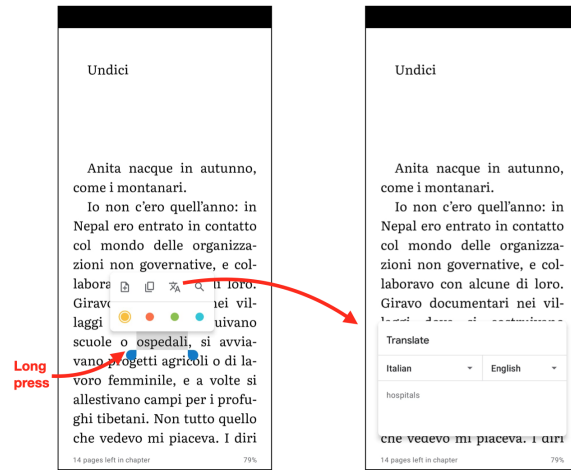 Undici
Anita nacque in autunno,
come i montanari.
Io non c'ero quell'anno: in
Nepal ero entrato in contatto
col mondo delle organizza-
zioni non governative, e col-
labora li loro.
Girav nei vil-
laggi uivano
scuole o ospedali, si avvia-
vano progetti agricoli o di la-
voro femminile, e a volte si
allestivano campi per i profu-
ghi tibetani. Non tutto quello
che vedevo mi piaceva. I diri
14 pages left in chapter 79%
Long
press
Undici
Anita nacque in autunno,
come i montanari.
Io non c'ero quell'anno: in
Nepal ero entrato in contatto
col mondo delle organizza-
zioni non governative, e col-
laboravo con alcune di loro.
Giravo documentari nei vil-
Translate
Italian English
hospitals
che vedevo mi piaceva. I diri
14 pages left in chapter 79%